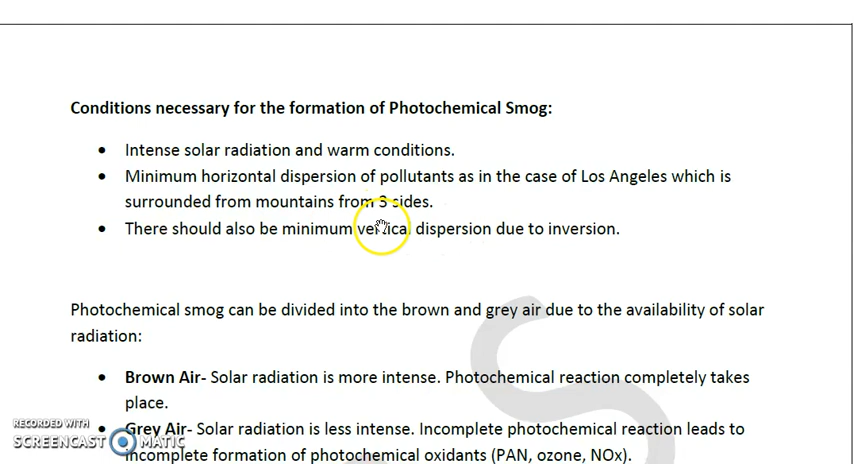 Conditions necessary for the formation of Photochemical Smog:
• Intense solar radiation and warm conditions.
• Minimum horizontal dispersion of pollutants as in the case of Los Angeles which is
surrounded from mountains from 3 sides.
• There should also be minimum vertical dispersion due to inversion.
Photochemical smog can be divided into the brown and grey air due to the availability of solar
radiation:
• Brown Air- Solar radiation is more intense. Photochemical reaction completely takes
place.
• Grey Air- Solar radiation is less intense. Incomplete photochemical reaction leads to
incomplete formation of photochemical oxidants (PAN, ozone, NOx).
RECORDED WITH
SCREENCAST MATIC